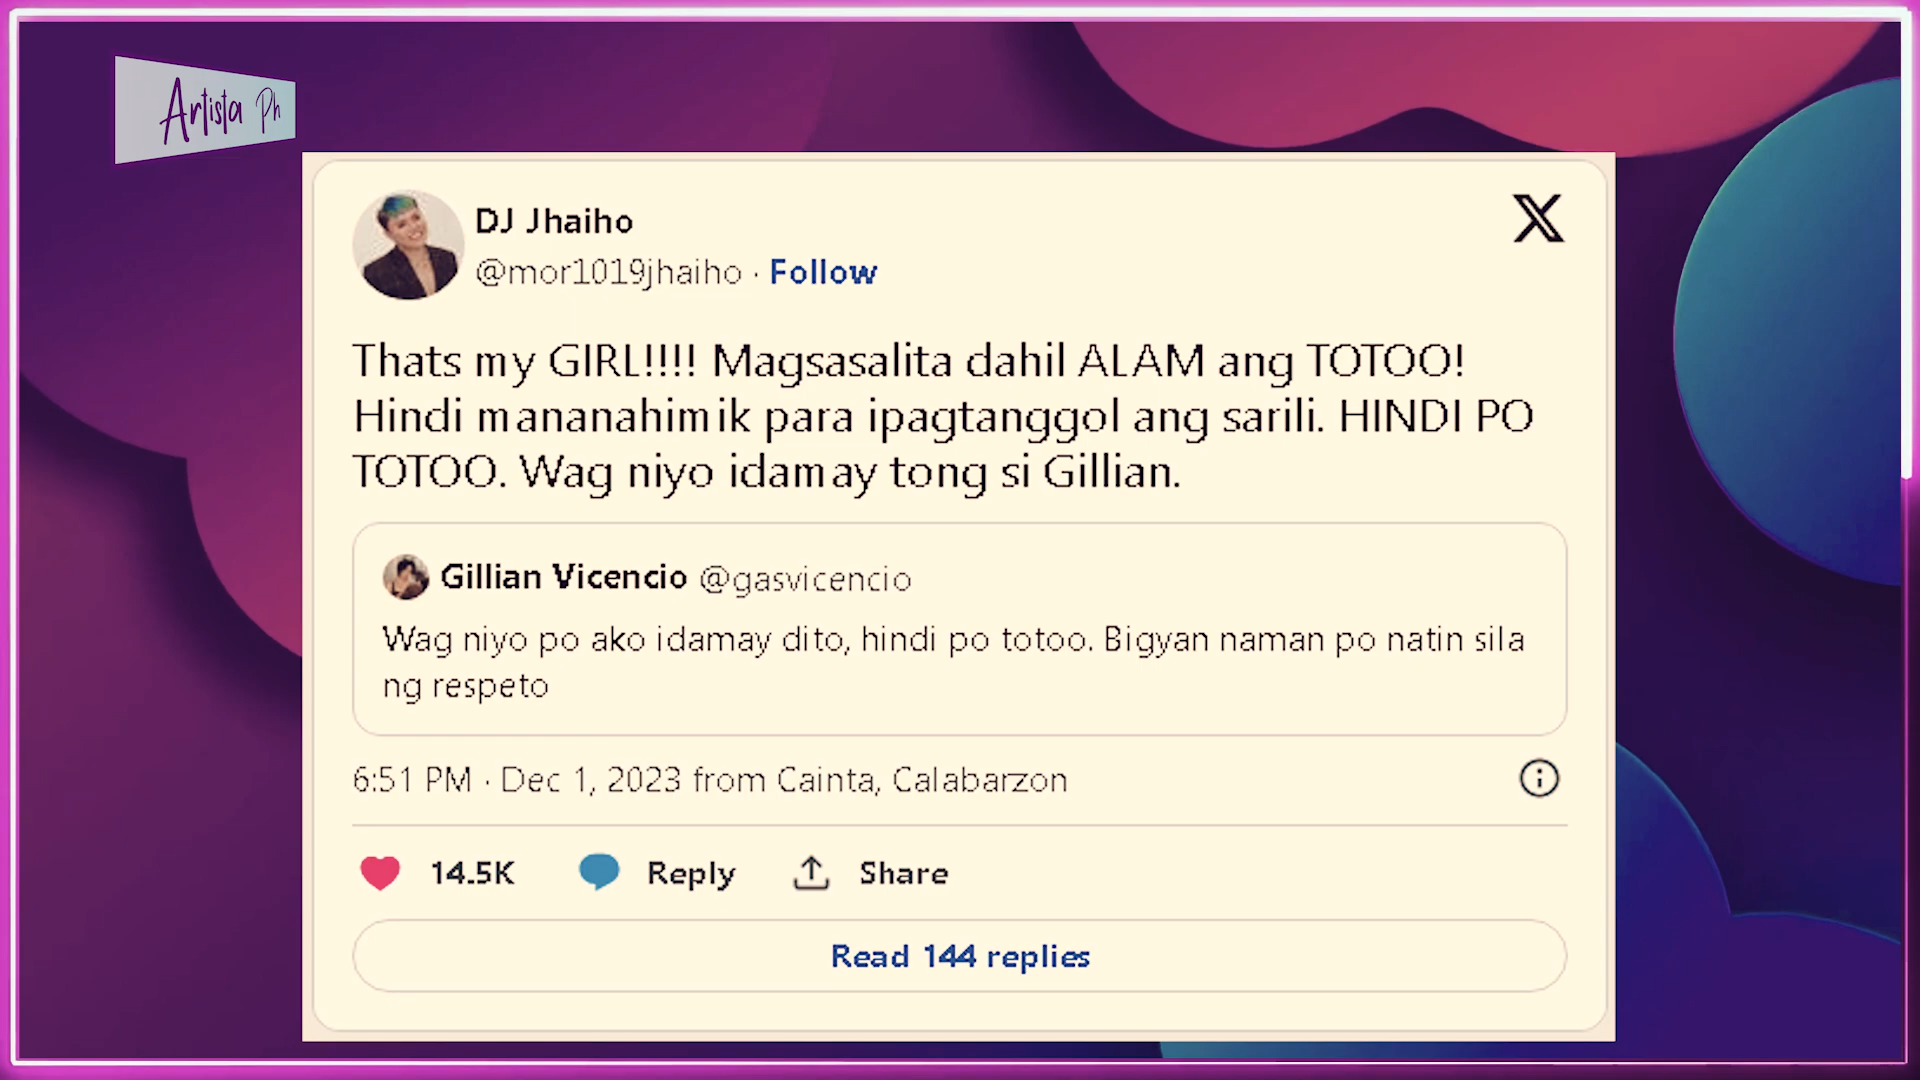 Artista Ph
DJ Jhaiho
@mor1019jhaiho · Follow
Thats my GIRL!!!! Magsasalita dahil ALAM ang TOTOO!
Hindi mananahimik para ipagtanggol ang sarili. HINDI PO
TOTOO. Wag niyo idamay tong si Gillian.
Gillian Vicencio @gasvicencio
Wag niyo po ako idamay dito, hindi po totoo. Bigyan naman po natin sila
ng respeto
6:51 PM · Dec 1, 2023 from Cainta, Calabarzon
14.5K Reply Share
Read 144 replies